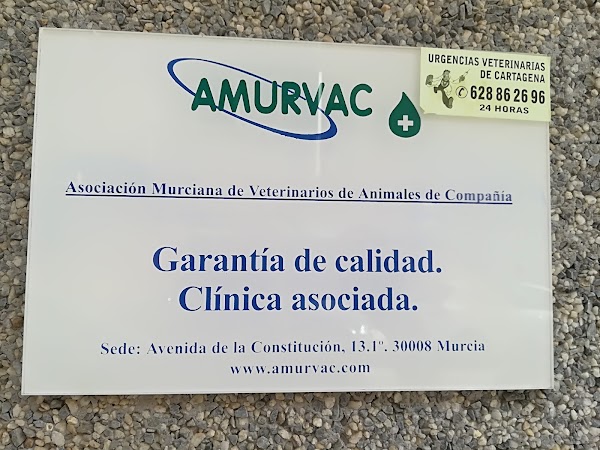 AMURVAC
URGENCIAS VETERINARIAS
DE CARTAGENA
628 86 26 96
24 HORAS
Asociación Murciana de Veterinarios de Animales de Compañía
Garantía de calidad.
Clínica asociada.
Sede: Avenida de la Constitución, 13.1º. 30008 Murcia
www.amurvac.com